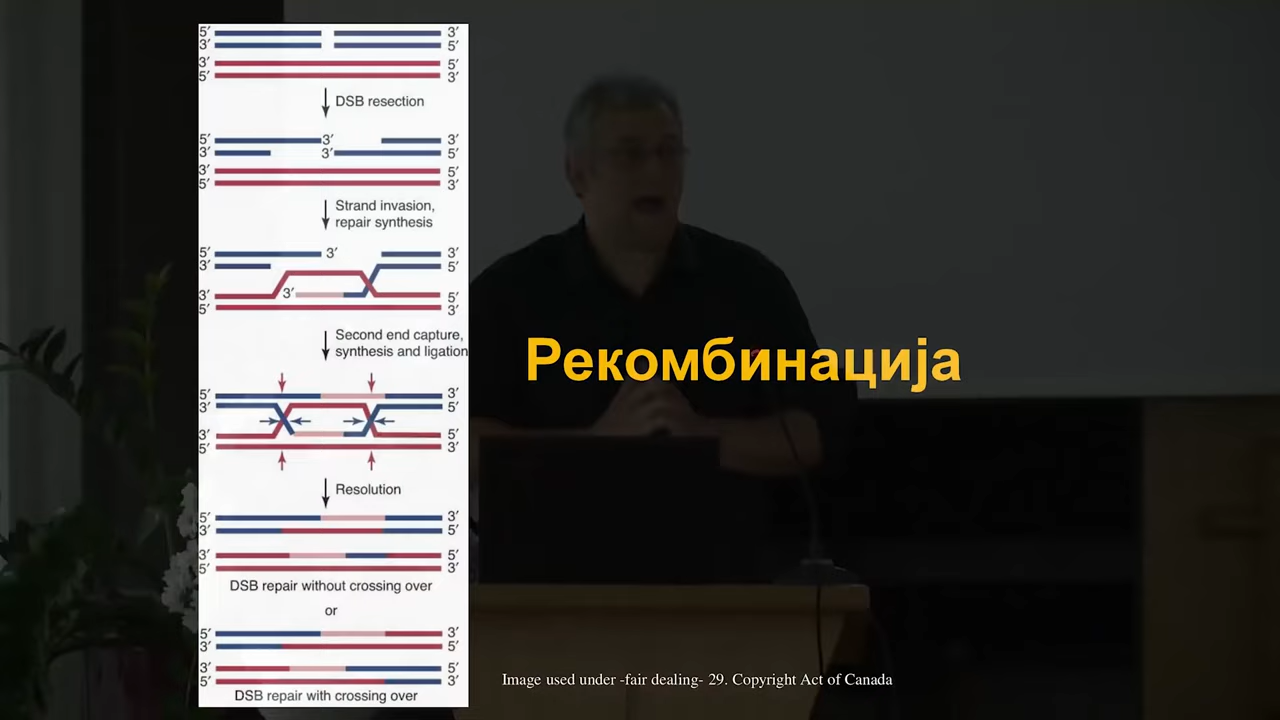 5′ 3′
3′ 5′
3′ 5′
5′ 3′
DSB resection
5′ 3′ 3′
3′ 3′ 5′
3′ 5′
5′ 3′
Strand invasion,
repair synthesis
5′ 3′ 3′
3′ 5′
3′ 3′ 5′
5′ 3′
Second end capture,
synthesis and ligation
5′ 3′
3′ 5′
3′ 5′
5′ 3′
Resolution
5′ 3′
3′ 5′
3′ 5′
5′ 3′
DSB repair without crossing over
or
5′ 3′
3′ 5′
3′ 5′
5′ 3′
DSB repair with crossing over
Рекомбинација
Image used under -fair dealing- 29. Copyright Act of Canada